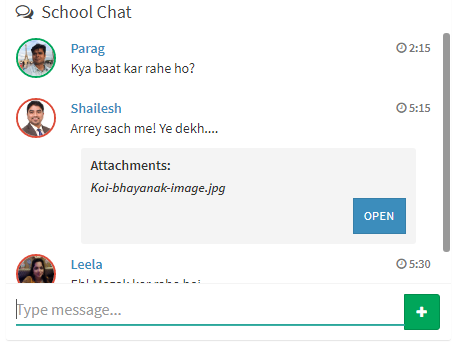 School Chat
Parag 2:15
Kya baat kar rahe ho?
Shailesh 5:15
Arrey sach me! Ye dekh....
Attachments:
Koi-bhayanak-image.jpg
OPEN
Leela 5:30
Type message...